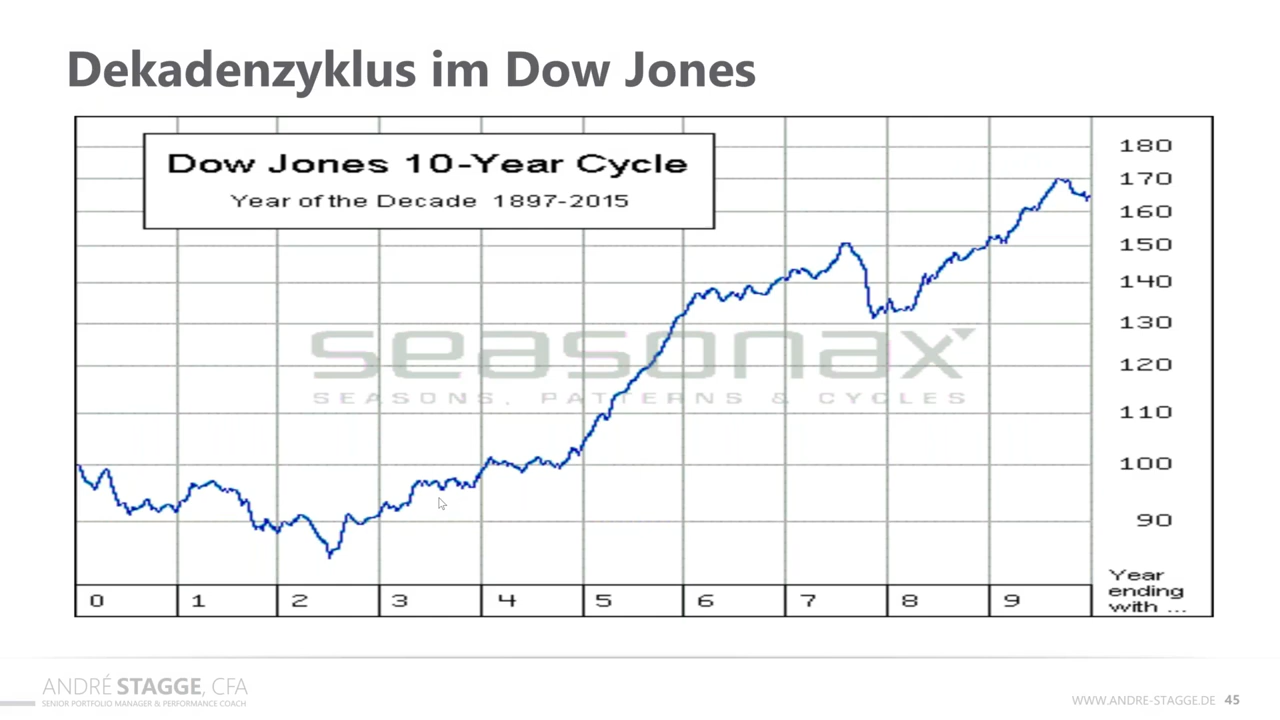 Dekadenzyklus im Dow Jones
Dow Jones 10-Year Cycle
Year of the Decade 1897-2015
180
170
160
150
140
130
120
110
100
90
seasonax
SEASONS, PATTERNS & CYCLES
0 1 2 3 4 5 6 7 8 9
Year
ending
with ...
ANDRÉ STAGGE, CFA
SENIOR PORTFOLIO MANAGER & PERFORMANCE COACH
WWW.ANDRE-STAGGE.DE 45